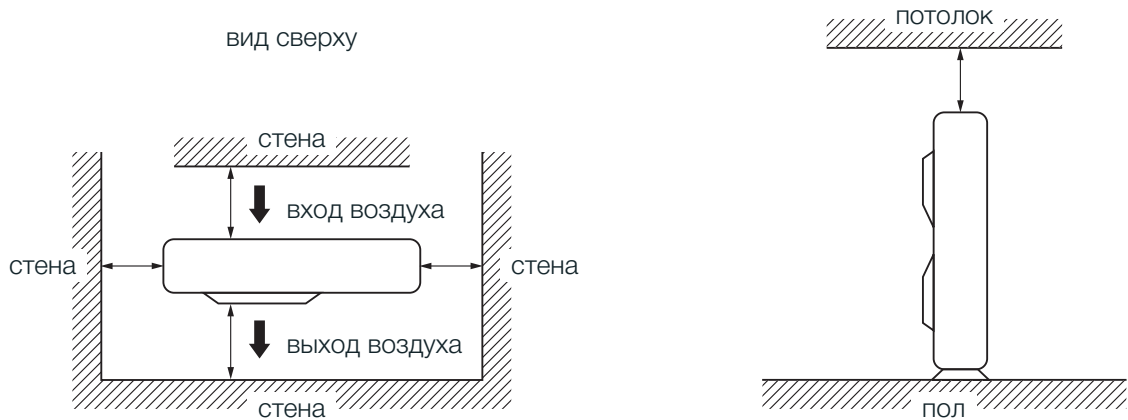 вид сверху
стена
вход воздуха
стена
стена
выход воздуха
стена
потолок
пол